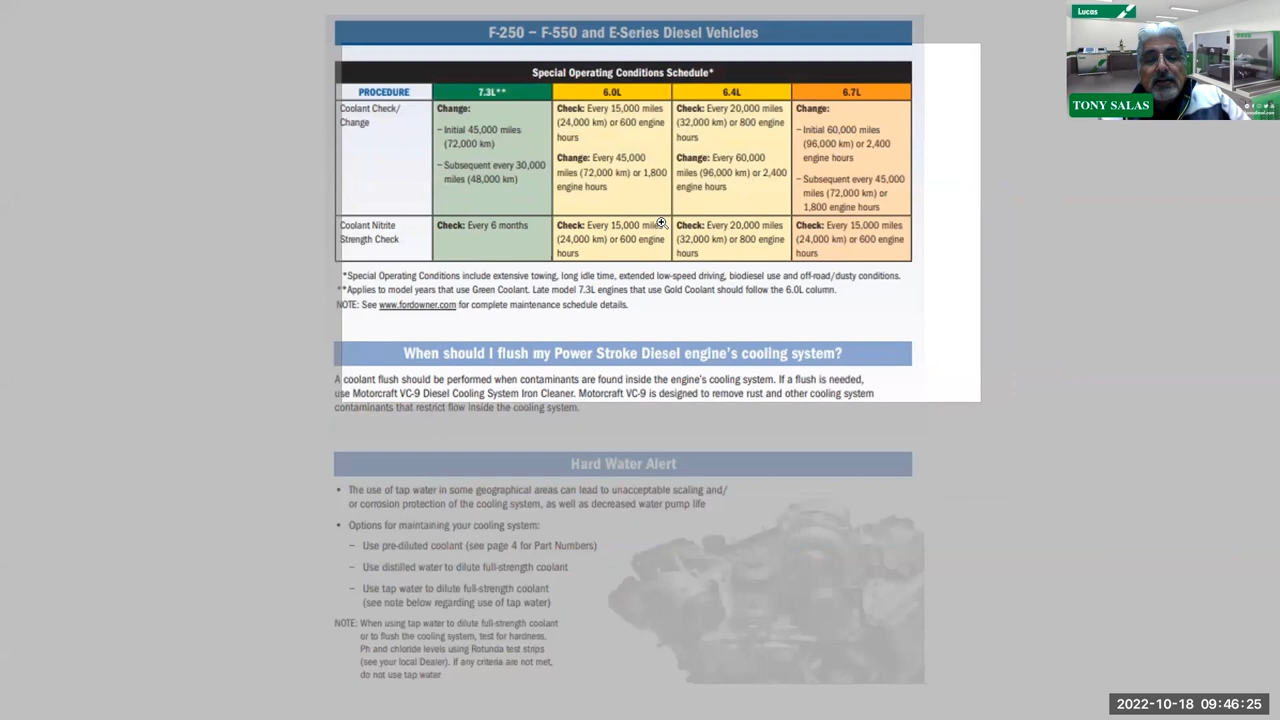 F-250 – F-550 and E-Series Diesel Vehicles
Special Operating Conditions Schedule*
PROCEDURE
7.3L**
6.0L
6.4L
6.7L
Coolant Check/
Change
Change:
– Initial 45,000 miles
(72,000 km)
– Subsequent every 30,000
miles (48,000 km)
Check: Every 15,000 miles
(24,000 km) or 600 engine
hours
Change: Every 45,000
miles (72,000 km) or 1,800
engine hours
Check: Every 20,000 miles
(32,000 km) or 800 engine
hours
Change: Every 60,000
miles (96,000 km) or 2,400
engine hours
Change:
– Initial 60,000 miles
(96,000 km) or 2,400
engine hours
– Subsequent every 45,000
miles (72,000 km) or
1,800 engine hours
Coolant Nitrite
Strength Check
Check: Every 6 months
Check: Every 15,000 miles
(24,000 km) or 600 engine
hours
Check: Every 20,000 miles
(32,000 km) or 800 engine
hours
Check: Every 15,000 miles
(24,000 km) or 600 engine
hours
*Special Operating Conditions include extensive towing, long idle time, extended low-speed driving, biodiesel use and off-road/dusty conditions.
**Applies to model years that use Green Coolant. Late model 7.3L engines that use Gold Coolant should follow the 6.0L column.
NOTE: See www.fordowner.com for complete maintenance schedule details.
When should I flush my Power Stroke Diesel engine's cooling system?
A coolant flush should be performed when contaminants are found inside the engine's cooling system. If a flush is needed,
use Motorcraft VC-9 Diesel Cooling System Iron Cleaner. Motorcraft VC-9 is designed to remove rust and other cooling system
contaminants that restrict flow inside the cooling system.
Hard Water Alert
• The use of tap water in some geographical areas can lead to unacceptable scaling and/
or corrosion protection of the cooling system, as well as decreased water pump life
• Options for maintaining your cooling system:
– Use pre-diluted coolant (see page 4 for Part Numbers)
– Use distilled water to dilute full-strength coolant
– Use tap water to dilute full-strength coolant
(see note below regarding use of tap water)
NOTE: When using tap water to dilute full-strength coolant
or to flush the cooling system, test for hardness.
Ph and chloride levels using Rotunda test strips
(see your local Dealer). If any criteria are not met,
do not use tap water
Lucas
TONY SALAS
2022-10-18 09:46:25